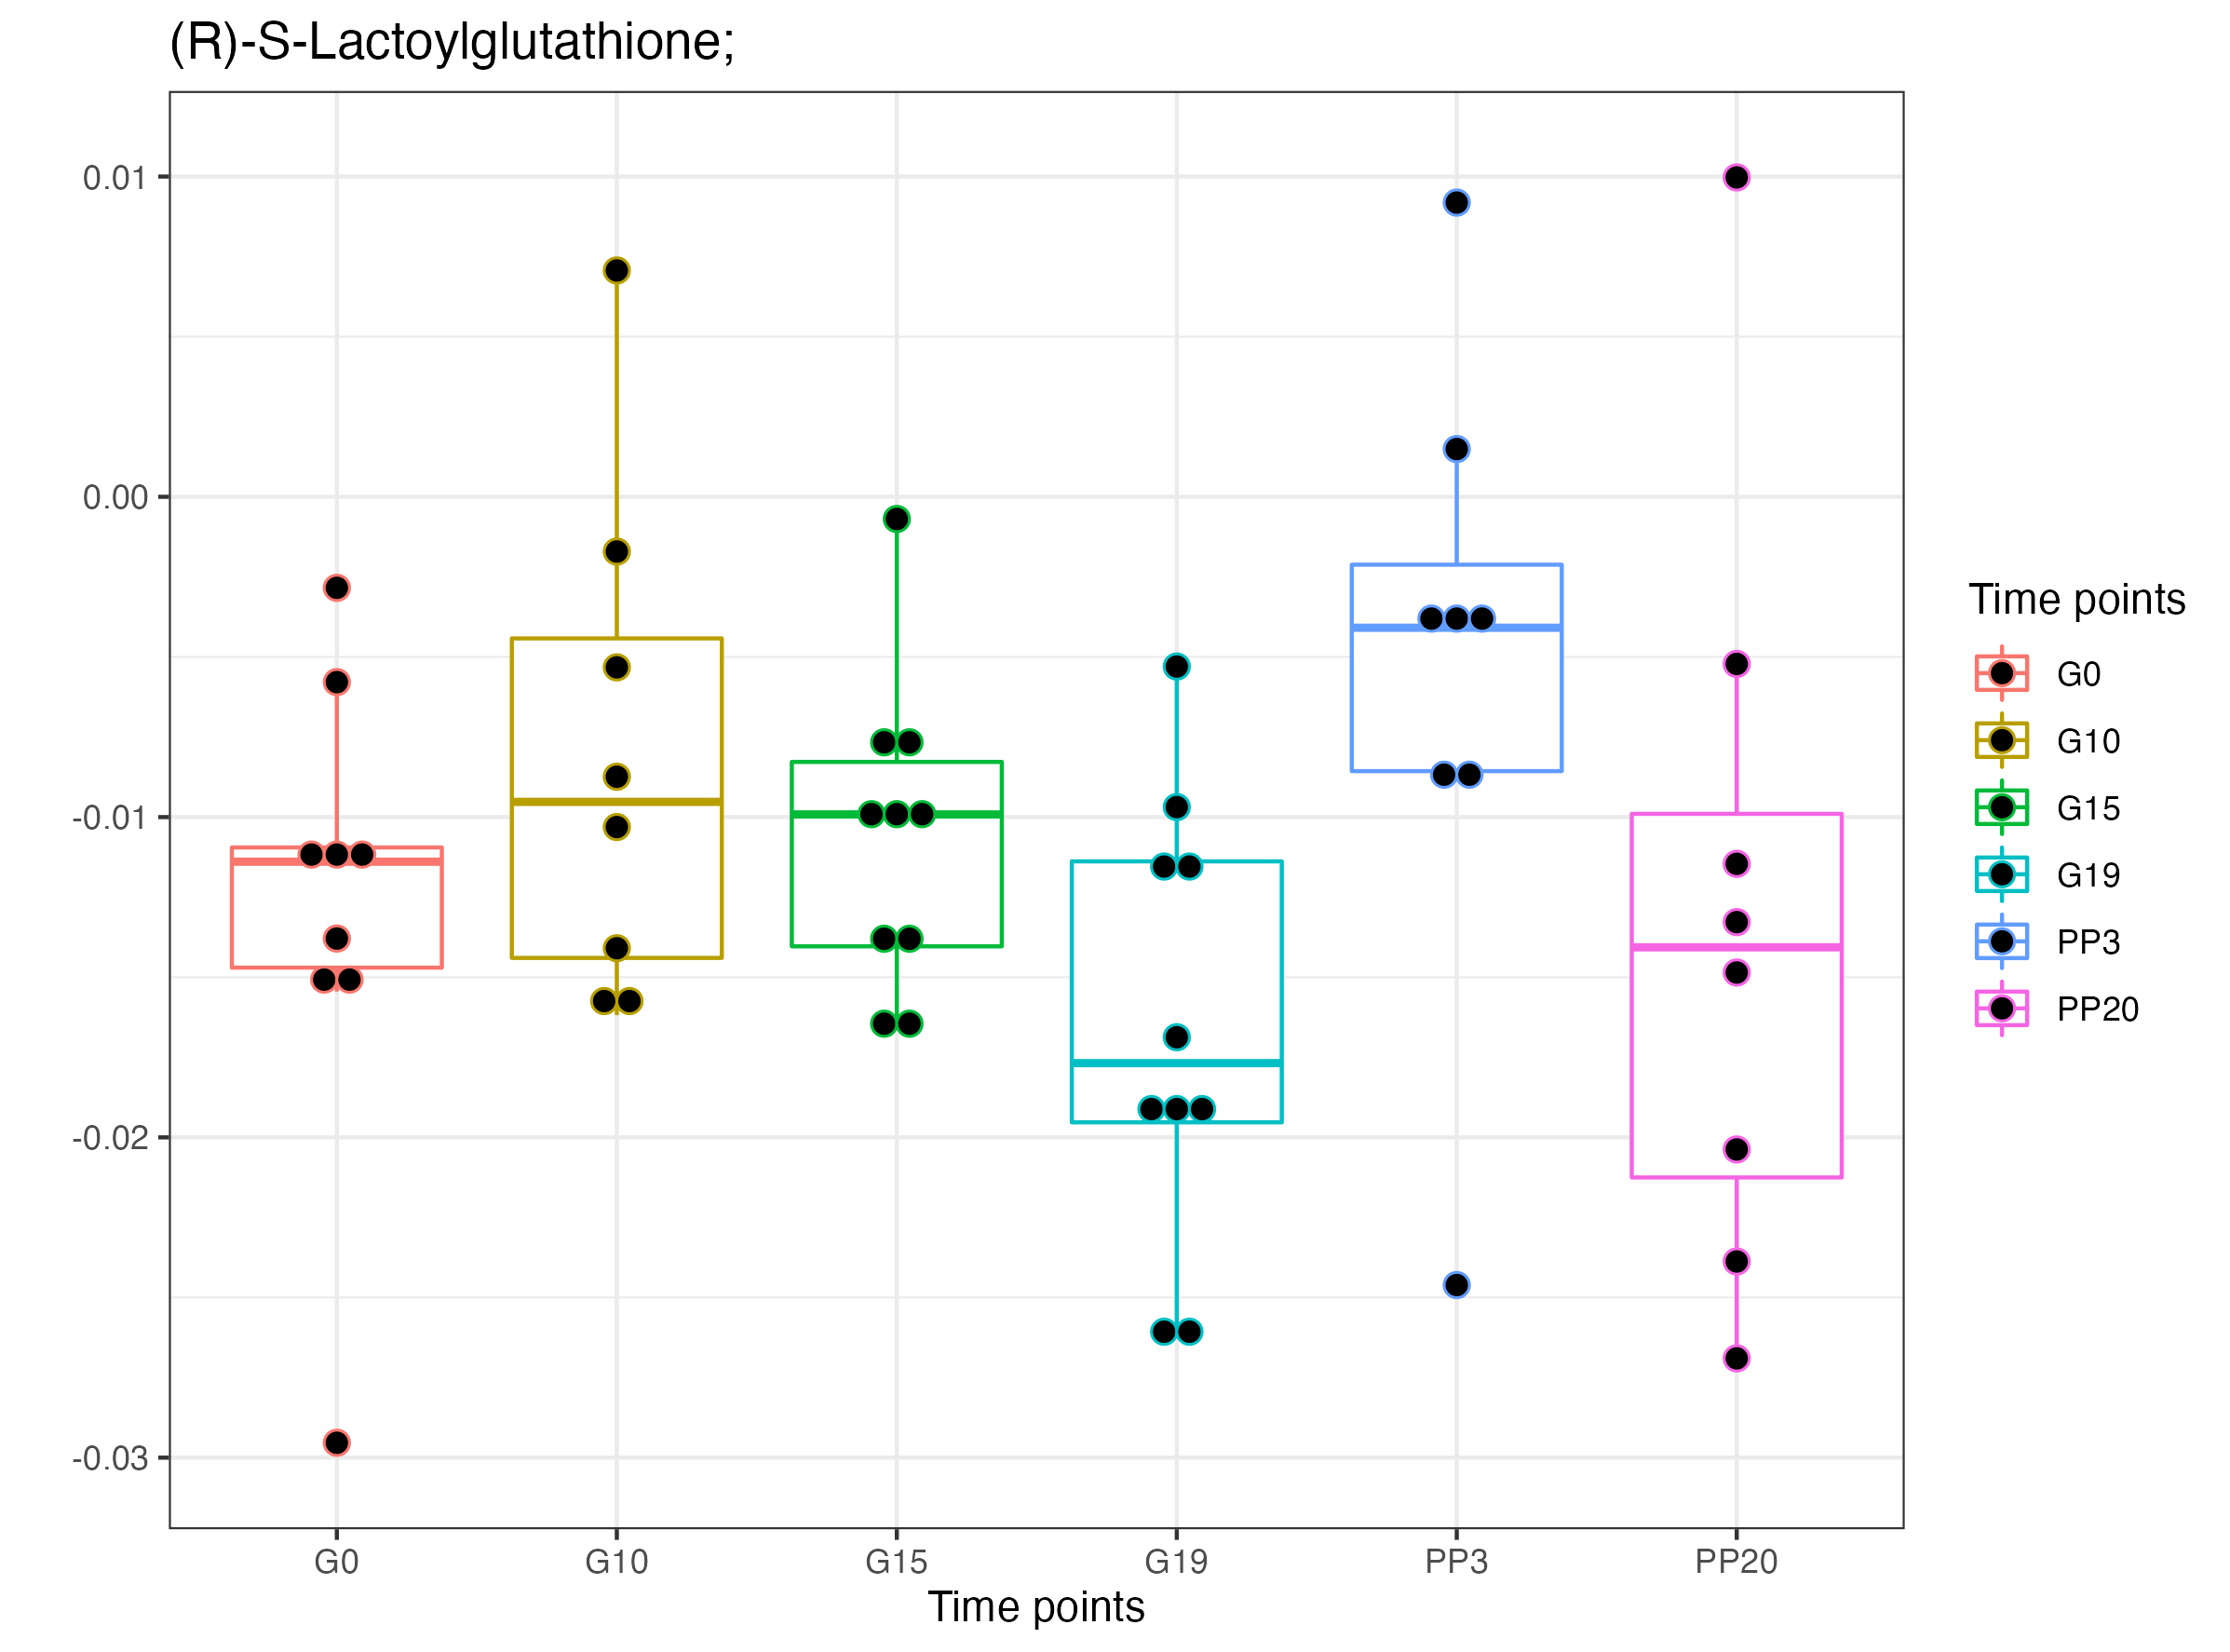 (R)-S-Lactoylglutathione;
0.01
0.00
-0.01
-0.02
-0.03
G0 G10 G15 G19 PP3 PP20
Time points
Time points
G0
G10
G15
G19
PP3
PP20